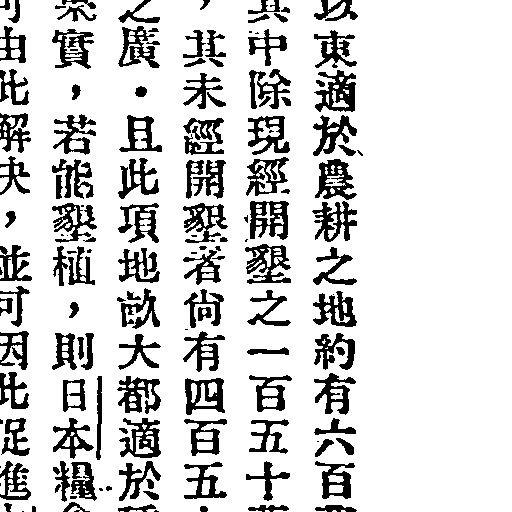 以東適於農耕之地約有六百
其中除現經開墾之一百五十
，其未經開墾者尙有四百五
之廣．且此項地畝大都適於
菓實，若能墾植，則日本糧
可由此解決，並可因此促進